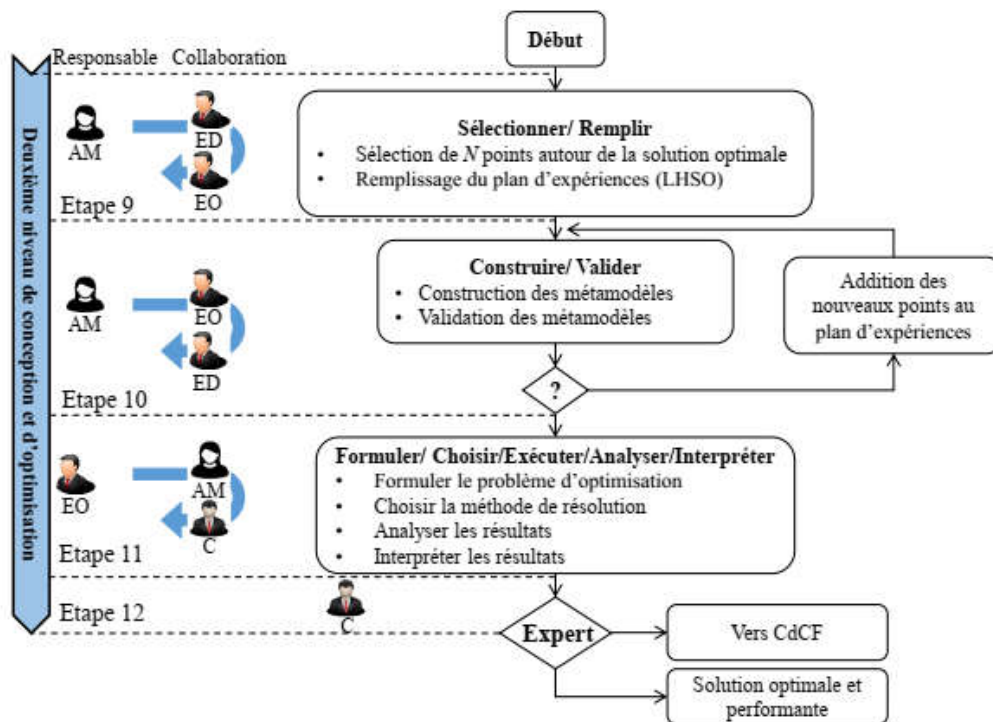 Début
Responsable Collaboration
Deuxième niveau de conception et d'optimisation
AM
ED
EO
Etape 9
Sélectionner/ Remplir
• Sélection de N points autour de la solution optimale
• Remplissage du plan d'expériences (LHSO)
AM
EO
ED
Etape 10
Construire/ Valider
• Construction des métamodèles
• Validation des métamodèles
Addition des
nouveaux points au
plan d'expériences
?
EO
AM
C
Etape 11
Formuler/ Choisir/Exécuter/Analyser/Interpréter
• Formuler le problème d'optimisation
• Choisir la méthode de résolution
• Analyser les résultats
• Interpréter les résultats
Etape 12
C
Expert
Vers CdCF
Solution optimale et
performante